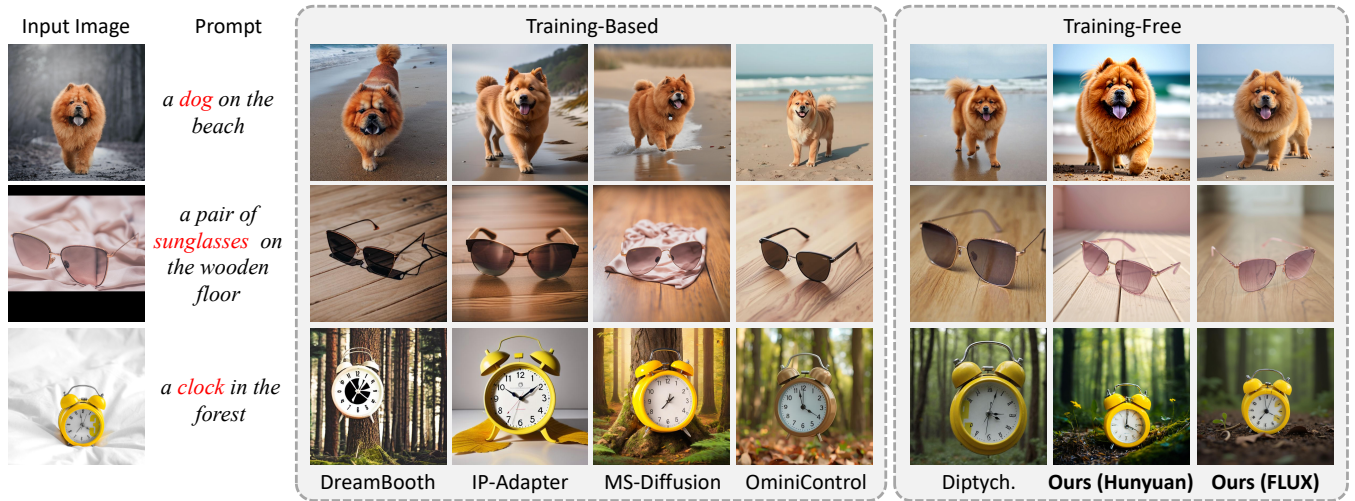 Input Image
Prompt
Training-Based
Training-Free
a dog on the
beach
a pair of
sunglasses on
the wooden
floor
a clock in the
forest
DreamBooth
IP-Adapter
MS-Diffusion
OminiControl
Diptych.
Ours (Hunyuan)
Ours (FLUX)